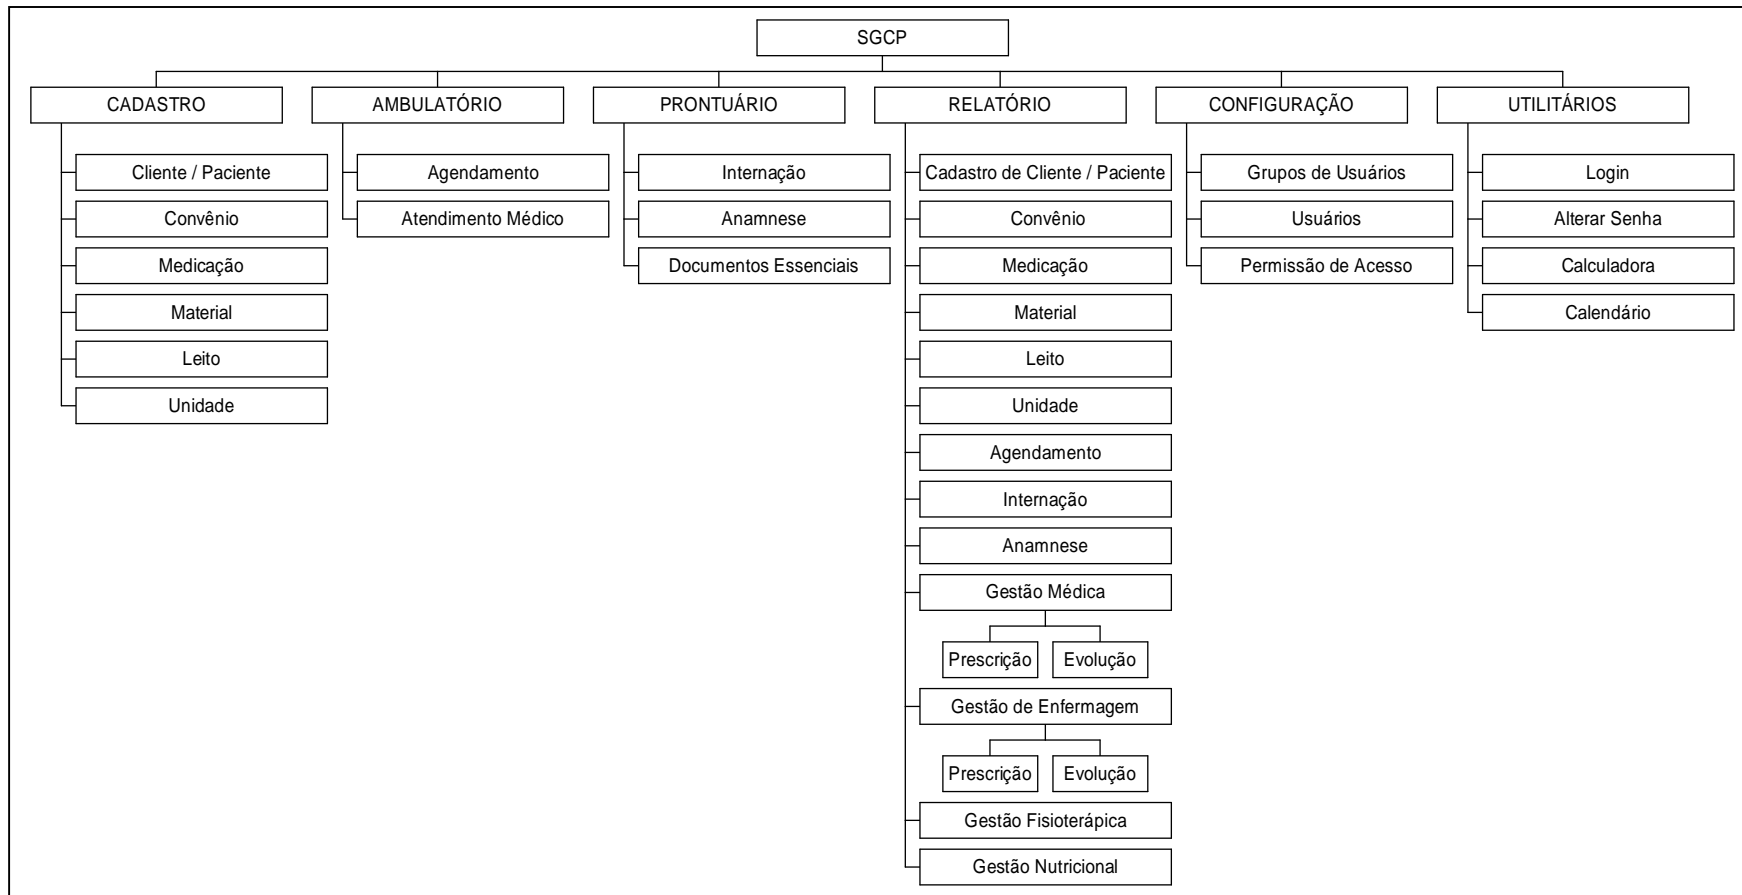 SGCP
CADASTRO
Cliente / Paciente
Convênio
Medicação
Material
Leito
Unidade
AMBULATÓRIO
Agendamento
Atendimento Médico
PRONTUÁRIO
Internação
Anamnese
Documentos Essenciais
RELATÓRIO
Cadastro de Cliente / Paciente
Convênio
Medicação
Material
Leito
Unidade
Agendamento
Internação
Anamnese
Gestão Médica
Prescrição
Evolução
Gestão de Enfermagem
Prescrição
Evolução
Gestão Fisioterápica
Gestão Nutricional
CONFIGURAÇÃO
Grupos de Usuários
Usuários
Permissão de Acesso
UTILITÁRIOS
Login
Alterar Senha
Calculadora
Calendário